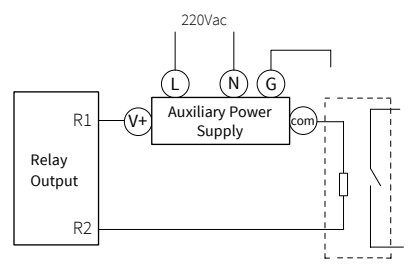 220Vac
L
N
G
R1
V+
Auxiliary Power
Supply
com
Relay
Output
R2